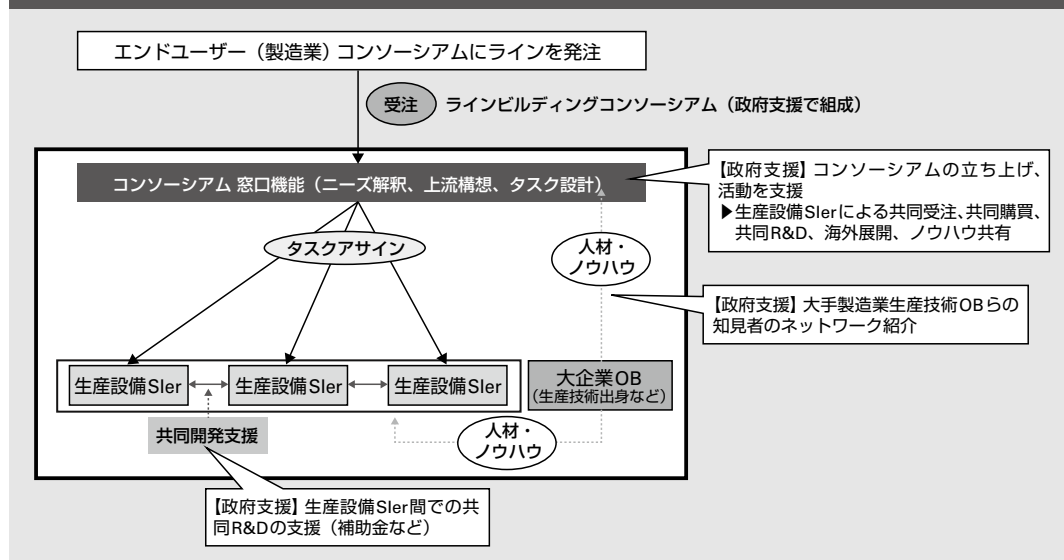 エンドユーザー（製造業）コンソーシアムにラインを発注
受注
ラインビルディングコンソーシアム（政府支援で組成）
コンソーシアム 窓口機能（ニーズ解釈、上流構想、タスク設計）
【政府支援】コンソーシアムの立ち上げ、
活動を支援
▶生産設備SIerによる共同受注、共同購買、
共同R&D、海外展開、ノウハウ共有
タスクアサイン
人材・
ノウハウ
【政府支援】大手製造業生産技術OBらの
知見者のネットワーク紹介
生産設備SIer
生産設備SIer
生産設備SIer
大企業OB
（生産技術出身など）
共同開発支援
人材・
ノウハウ
【政府支援】生産設備SIer間での共
同R&Dの支援（補助金など）